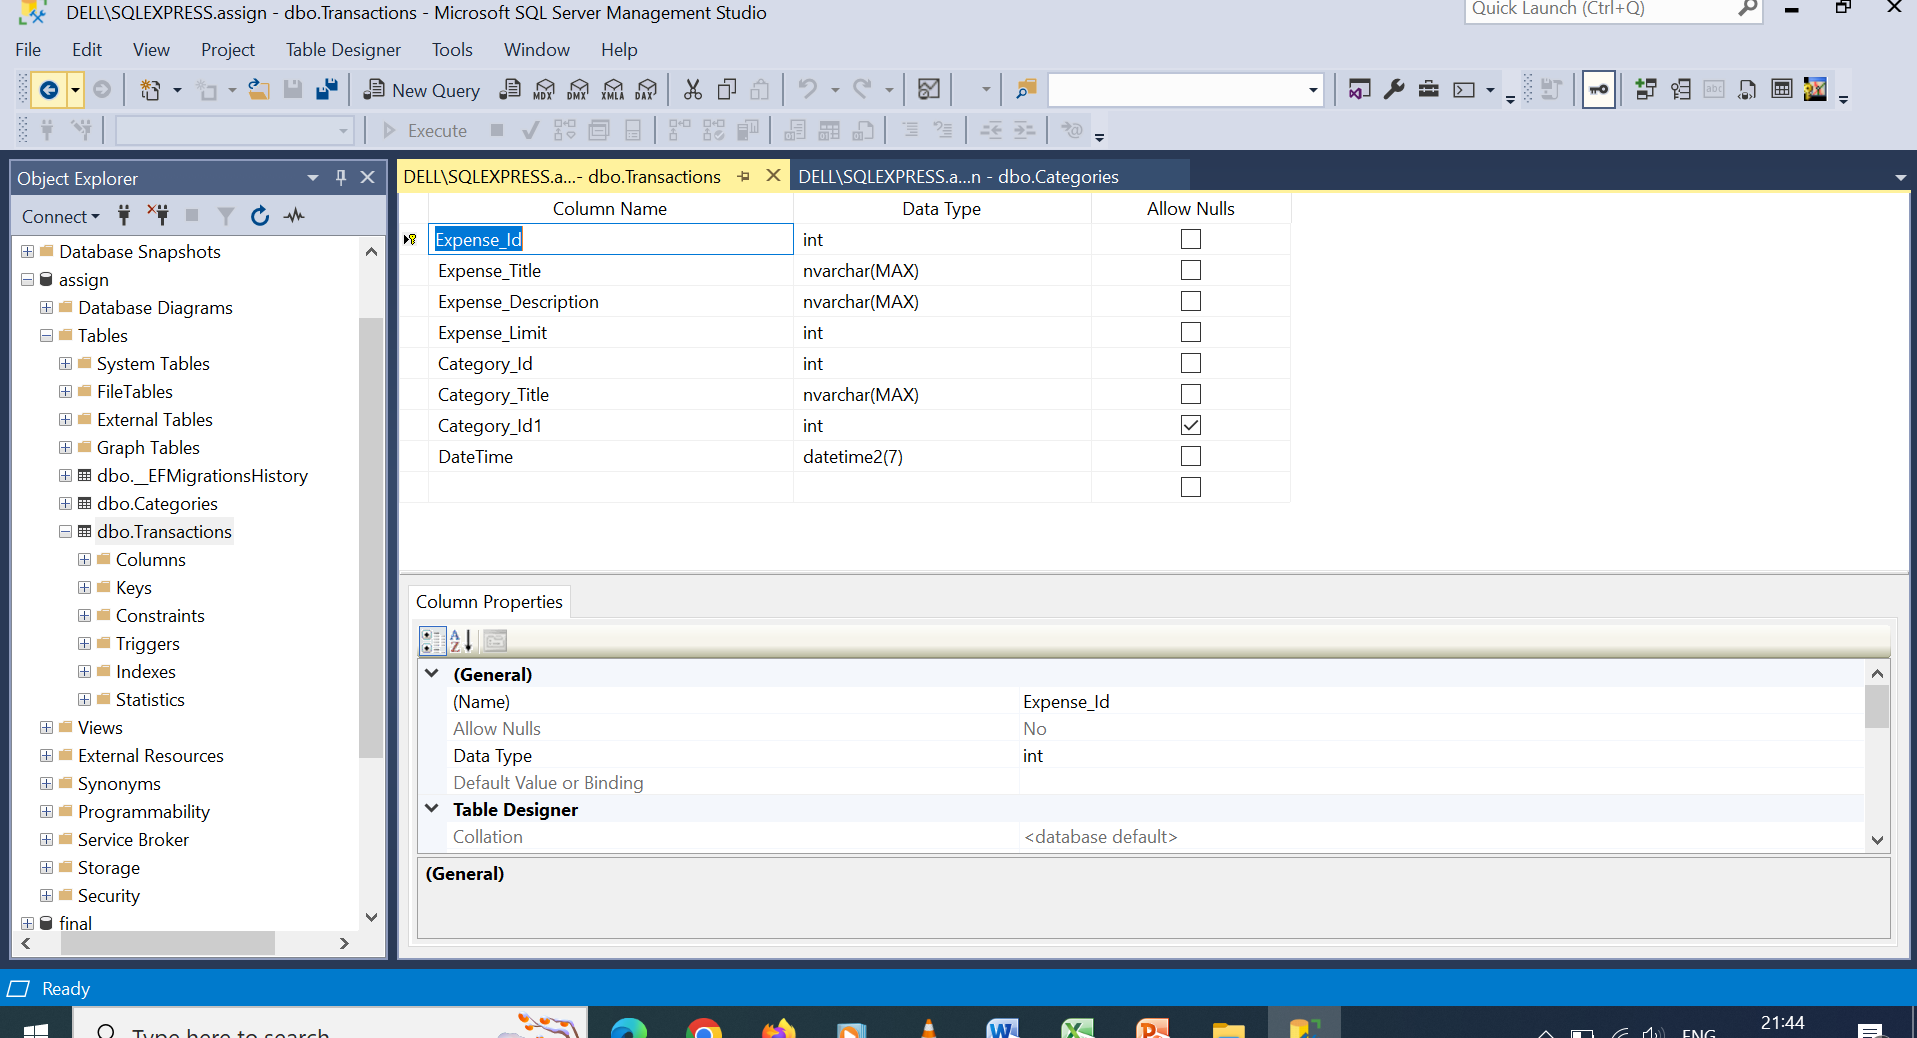 DELL\SQLEXPRESS.assign - dbo.Transactions - Microsoft SQL Server Management Studio
Quick Launch (Ctrl+Q)
File Edit View Project Table Designer Tools Window Help
New Query MDX DMX XMLA DAX abc
Execute
Object Explorer
DELL\SQLEXPRESS.a...- dbo.Transactions
DELL\SQLEXPRESS.a...n - dbo.Categories
Connect
Database Snapshots
assign
Database Diagrams
Tables
System Tables
FileTables
External Tables
Graph Tables
dbo.__EFMigrationsHistory
dbo.Categories
dbo.Transactions
Columns
Keys
Constraints
Triggers
Indexes
Statistics
Views
External Resources
Synonyms
Programmability
Service Broker
Storage
Security
final
Column Name Data Type Allow Nulls
Expense_Id int
Expense_Title nvarchar(MAX)
Expense_Description nvarchar(MAX)
Expense_Limit int
Category_Id int
Category_Title nvarchar(MAX)
Category_Id1 int
DateTime datetime2(7)
Column Properties
(General)
(Name) Expense_Id
Allow Nulls No
Data Type int
Default Value or Binding
Table Designer
Collation <database default>
(General)
Ready
Type here to search
ENG
21:44